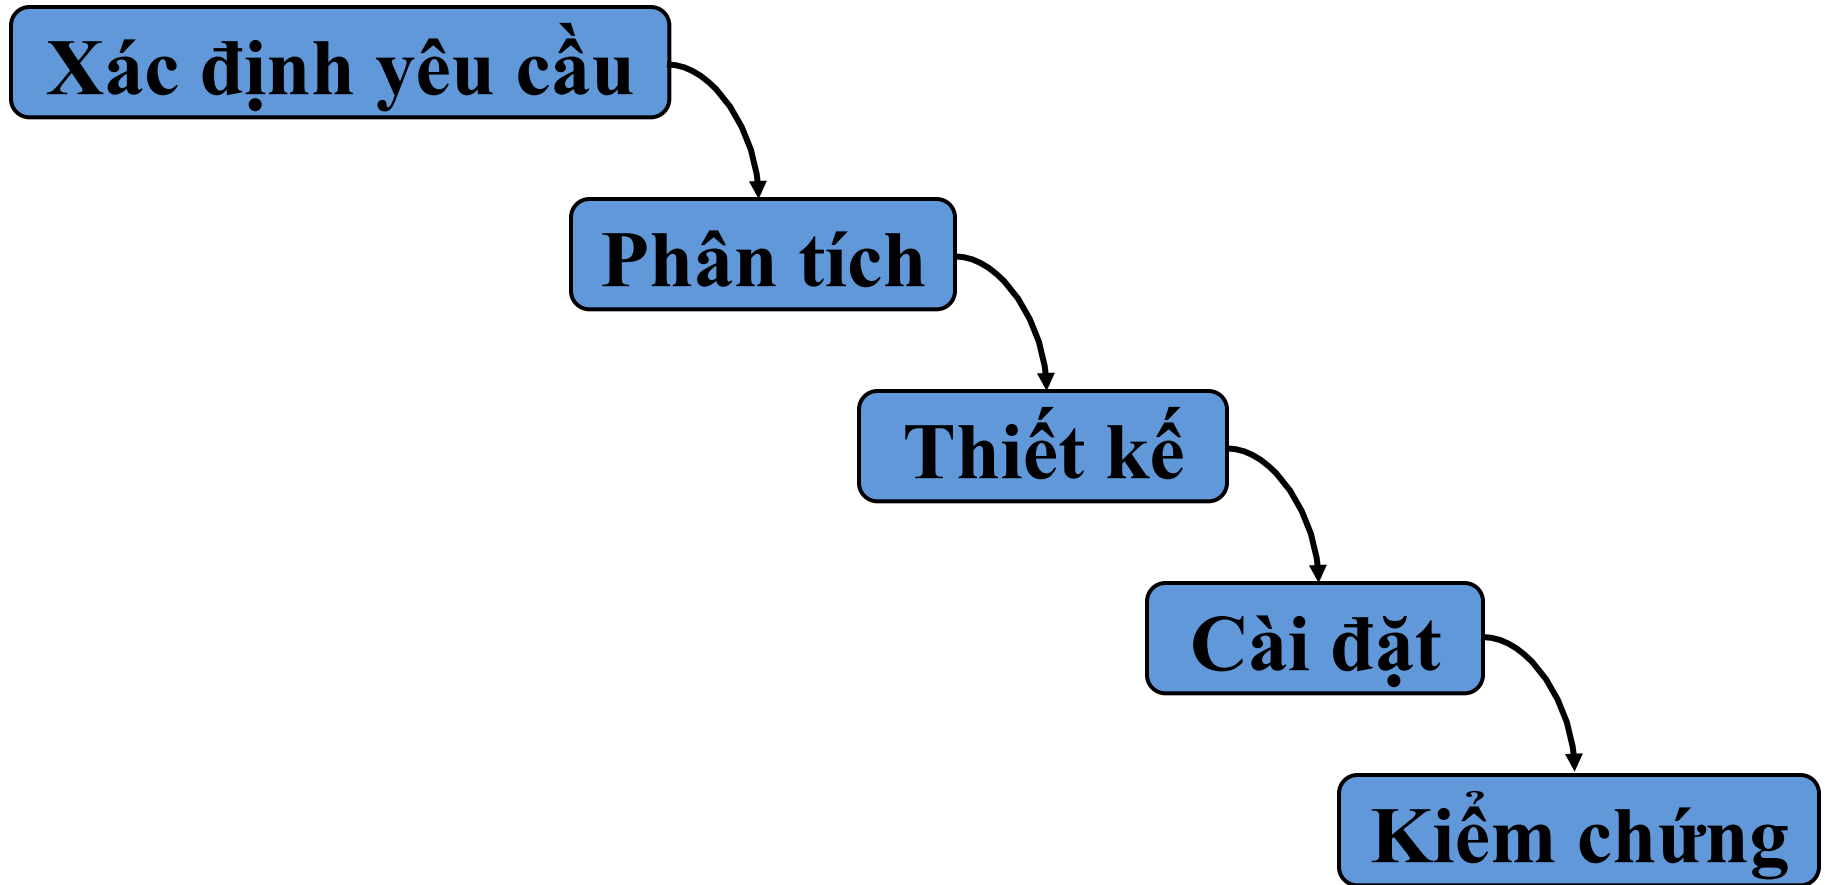 Xác định yêu cầu
Phân tích
Thiết kế
Cài đặt
Kiểm chứng